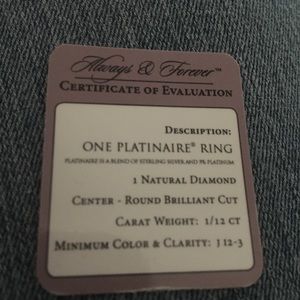 Always & Forever™
CERTIFICATE OF EVALUATION
DESCRIPTION:
ONE PLATINAIRE® RING
PLATINAIRE IS A BLEND OF STERLING SILVER AND 5% PLATINUM
1 NATURAL DIAMOND
CENTER - ROUND BRILLIANT CUT
CARAT WEIGHT: 1/12 CT
MINIMUM COLOR & CLARITY: J I2-3